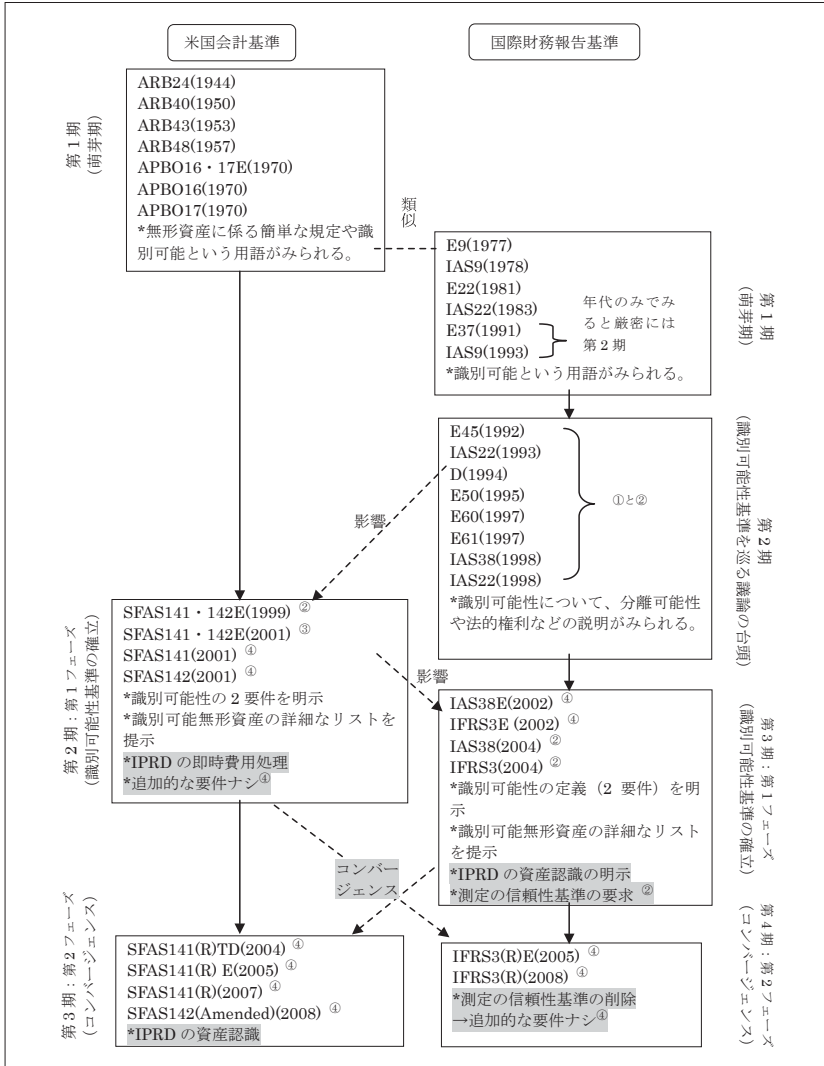 米国会計基準
国際財務報告基準
第1期
(萌芽期)
ARB24(1944)
ARB40(1950)
ARB43(1953)
ARB48(1957)
APBO16・17E(1970)
APBO16(1970)
APBO17(1970)
*無形資産に係る簡単な規定や識
別可能という用語がみられる。
類似
E9(1977)
IAS9(1978)
E22(1981)
IAS22(1983)
E37(1991)
IAS9(1993)
年代のみでみ
ると厳密には
第2期
*識別可能という用語がみられる。
第1期
(萌芽期)
E45(1992)
IAS22(1993)
D(1994)
E50(1995)
E60(1997)
E61(1997)
IAS38(1998)
IAS22(1998)
①と②
*識別可能性について、分離可能性
や法的権利などの説明がみられる。
第2期
(識別可能性基準を巡る議論の台頭)
影響
第2期:第1フェーズ
(識別可能性基準の確立)
SFAS141・142E(1999) ②
SFAS141・142E(2001) ③
SFAS141(2001) ④
SFAS142(2001) ④
*識別可能性の2要件を明示
*識別可能無形資産の詳細なリストを
提示
*IPRDの即時費用処理
*追加的な要件ナシ④
影響
IAS38E(2002) ④
IFRS3E (2002) ④
IAS38(2004) ②
IFRS3(2004) ②
*識別可能性の定義(2 要件)を明
示
*識別可能無形資産の詳細なリスト
を提示
*IPRDの資産認識の明示
*測定の信頼性基準の要求 ②
第3期:第1フェーズ
(識別可能性基準の確立)
コンバー
ジェンス
第3期:第2フェーズ
(コンバージェンス)
SFAS141(R)TD(2004) ④
SFAS141(R) E(2005) ④
SFAS141(R)(2007) ④
SFAS142(Amended)(2008) ④
*IPRDの資産認識
IFRS3(R)E(2005) ④
IFRS3(R)(2008) ④
*測定の信頼性基準の削除
→追加的な要件ナシ④
第4期:第2フェーズ
(コンバージェンス)